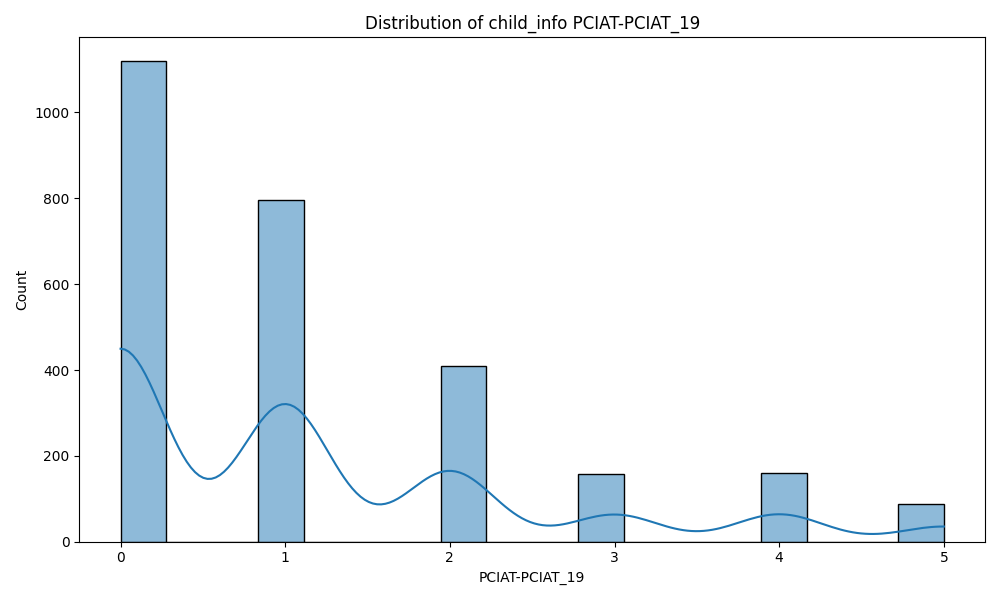 Distribution of child_info PCIAT-PCIAT_19
Count
1000
800
600
400
200
0
0 1 2 3 4 5
PCIAT-PCIAT_19